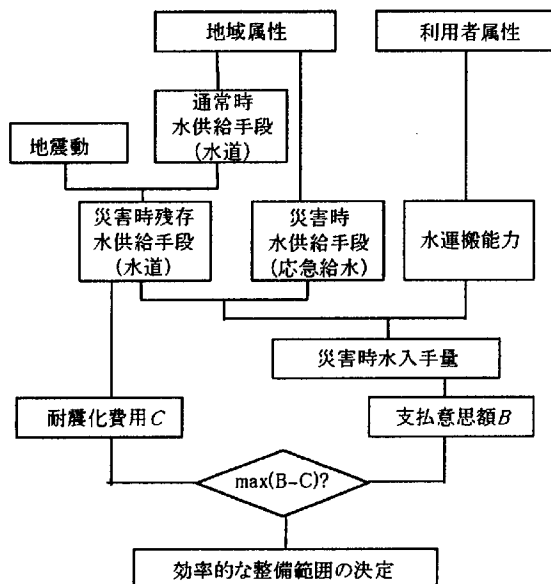 地域属性
利用者属性
通常時
水供給手段
(水道)
地震動
災害時残存
水供給手段
(水道)
災害時
水供給手段
(応急給水)
水運搬能力
災害時水入手量
耐震化費用C
支払意思額B
max(B-C)?
効率的な整備範囲の決定